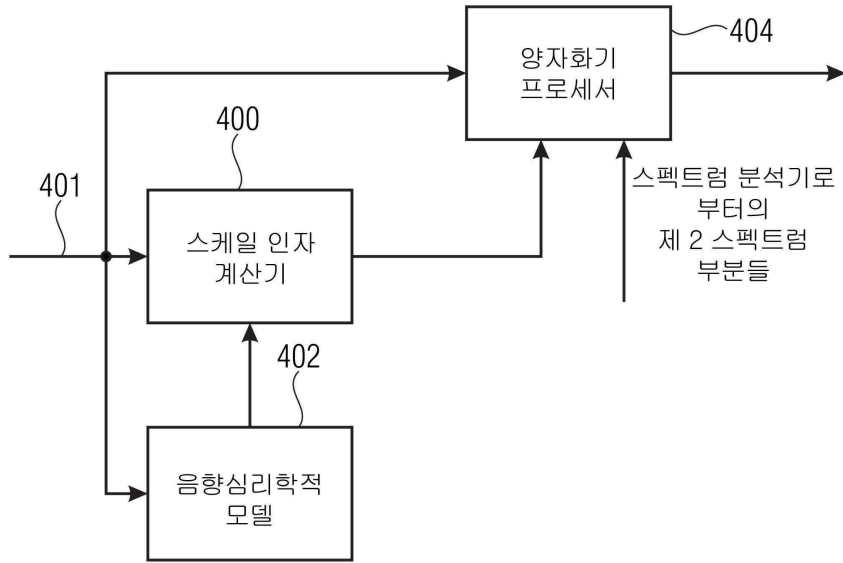 양자화기
프로세서
404
400
401
스케일 인자
계산기
스펙트럼 분석기로
부터의
제 2 스펙트럼
부분들
402
음향심리학적
모델